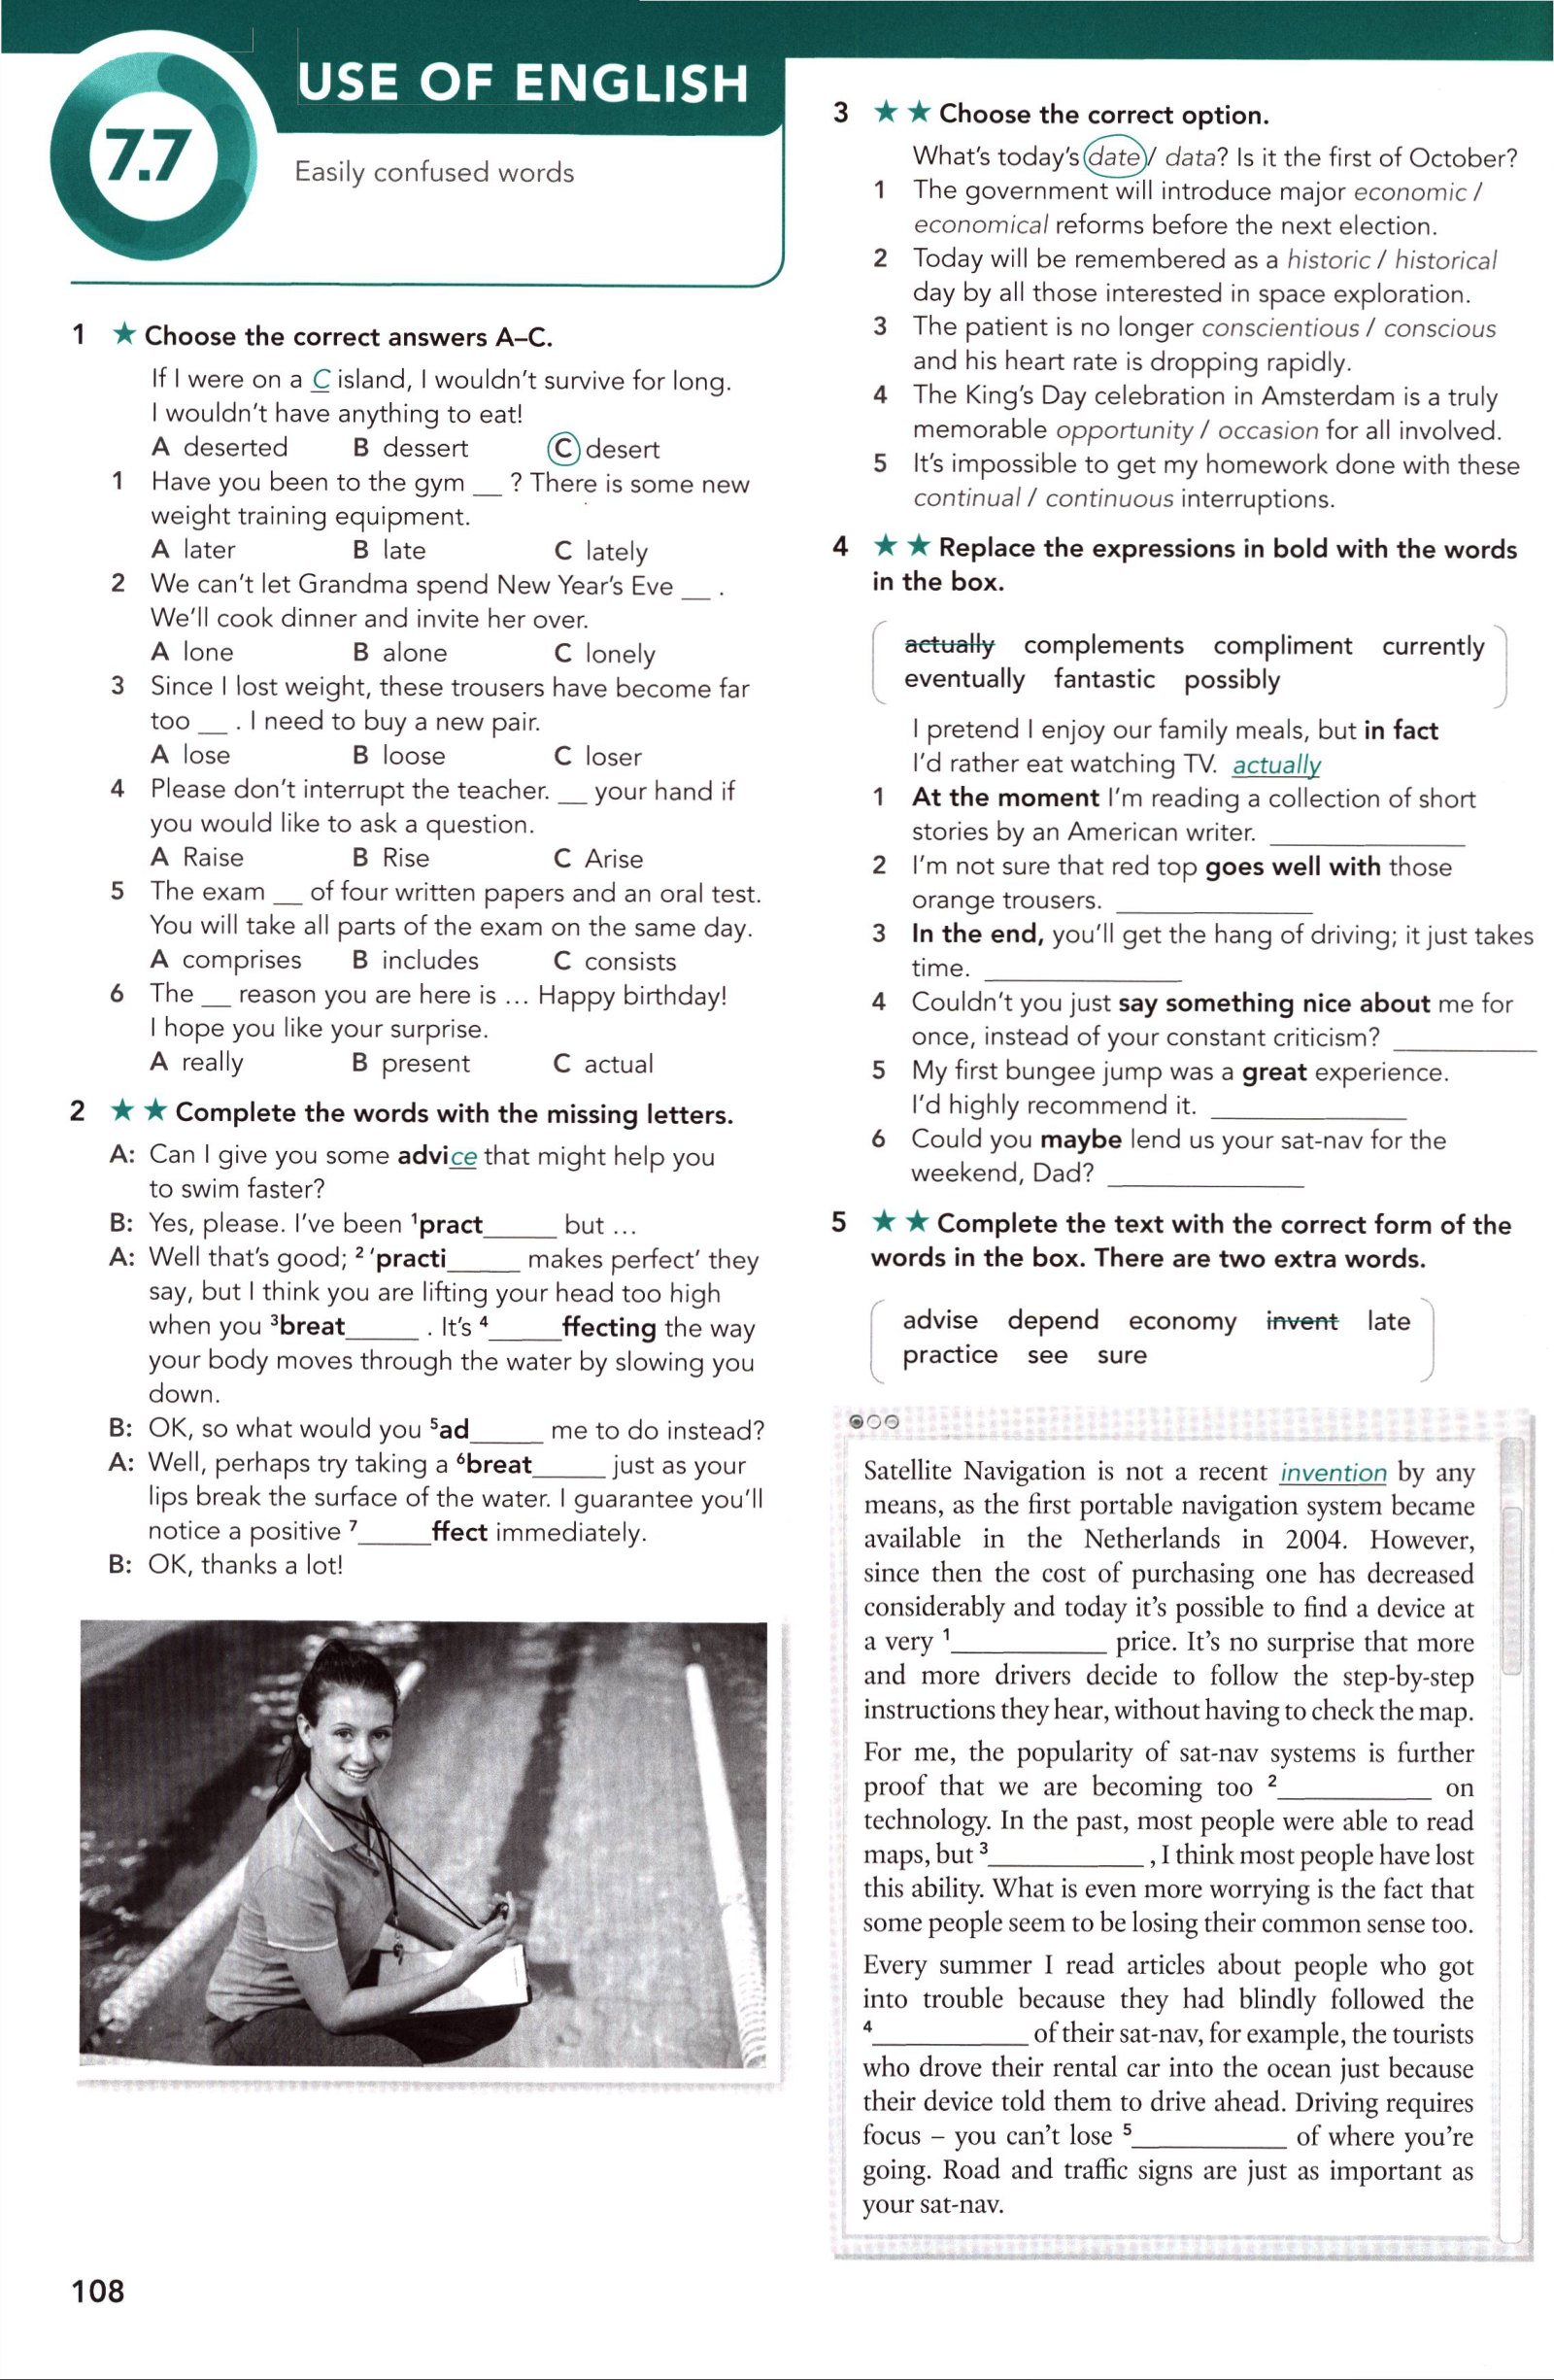 USE OF ENGLISH
7.7
Easily confused words
1 ★ Choose the correct answers A–C.
If I were on a C island, I wouldn't survive for long.
I wouldn't have anything to eat!
A deserted B dessert C desert
1 Have you been to the gym __ ? There is some new
weight training equipment.
A later B late C lately
2 We can't let Grandma spend New Year's Eve __ .
We'll cook dinner and invite her over.
A lone B alone C lonely
3 Since I lost weight, these trousers have become far
too __ . I need to buy a new pair.
A lose B loose C loser
4 Please don't interrupt the teacher. __ your hand if
you would like to ask a question.
A Raise B Rise C Arise
5 The exam __ of four written papers and an oral test.
You will take all parts of the exam on the same day.
A comprises B includes C consists
6 The __ reason you are here is ... Happy birthday!
I hope you like your surprise.
A really B present C actual
2 ★ ★ Complete the words with the missing letters.
A: Can I give you some advice that might help you
to swim faster?
B: Yes, please. I've been ¹pract______ but ...
A: Well that's good; ² 'practi______ makes perfect' they
say, but I think you are lifting your head too high
when you ³breat______ . It's ⁴______ffecting the way
your body moves through the water by slowing you
down.
B: OK, so what would you ⁵ad______ me to do instead?
A: Well, perhaps try taking a ⁶breat______ just as your
lips break the surface of the water. I guarantee you'll
notice a positive ⁷______ffect immediately.
B: OK, thanks a lot!
108
3 ★ ★ Choose the correct option.
What's today's date / data? Is it the first of October?
1 The government will introduce major economic /
economical reforms before the next election.
2 Today will be remembered as a historic / historical
day by all those interested in space exploration.
3 The patient is no longer conscientious / conscious
and his heart rate is dropping rapidly.
4 The King's Day celebration in Amsterdam is a truly
memorable opportunity / occasion for all involved.
5 It's impossible to get my homework done with these
continual / continuous interruptions.
4 ★ ★ Replace the expressions in bold with the words
in the box.
actually complements compliment currently
eventually fantastic possibly
I pretend I enjoy our family meals, but in fact
I'd rather eat watching TV. actually
1 At the moment I'm reading a collection of short
stories by an American writer. ____________
2 I'm not sure that red top goes well with those
orange trousers. ____________
3 In the end, you'll get the hang of driving; it just takes
time. ____________
4 Couldn't you just say something nice about me for
once, instead of your constant criticism? ____________
5 My first bungee jump was a great experience.
I'd highly recommend it. ____________
6 Could you maybe lend us your sat-nav for the
weekend, Dad? ____________
5 ★ ★ Complete the text with the correct form of the
words in the box. There are two extra words.
advise depend economy invent late
practice see sure
Satellite Navigation is not a recent invention by any
means, as the first portable navigation system became
available in the Netherlands in 2004. However,
since then the cost of purchasing one has decreased
considerably and today it's possible to find a device at
a very ¹____________ price. It's no surprise that more
and more drivers decide to follow the step-by-step
instructions they hear, without having to check the map.
For me, the popularity of sat-nav systems is further
proof that we are becoming too ²____________ on
technology. In the past, most people were able to read
maps, but ³____________ , I think most people have lost
this ability. What is even more worrying is the fact that
some people seem to be losing their common sense too.
Every summer I read articles about people who got
into trouble because they had blindly followed the
⁴____________ of their sat-nav, for example, the tourists
who drove their rental car into the ocean just because
their device told them to drive ahead. Driving requires
focus – you can't lose ⁵____________ of where you're
going. Road and traffic signs are just as important as
your sat-nav.